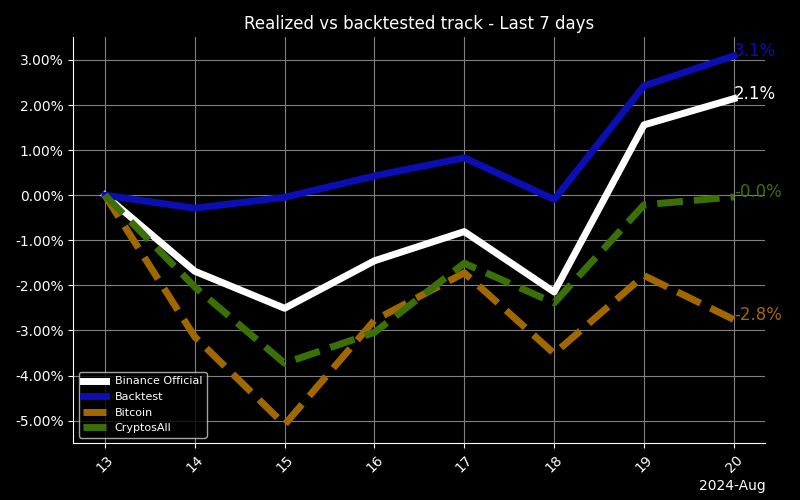 Realized vs backtested track - Last 7 days
3.00%
2.00%
1.00%
0.00%
-1.00%
-2.00%
-3.00%
-4.00%
-5.00%
3.1%
2.1%
-0.0%
-2.8%
Binance Official
Backtest
Bitcoin
CryptosAll
13 14 15 16 17 18 19 20
2024-Aug